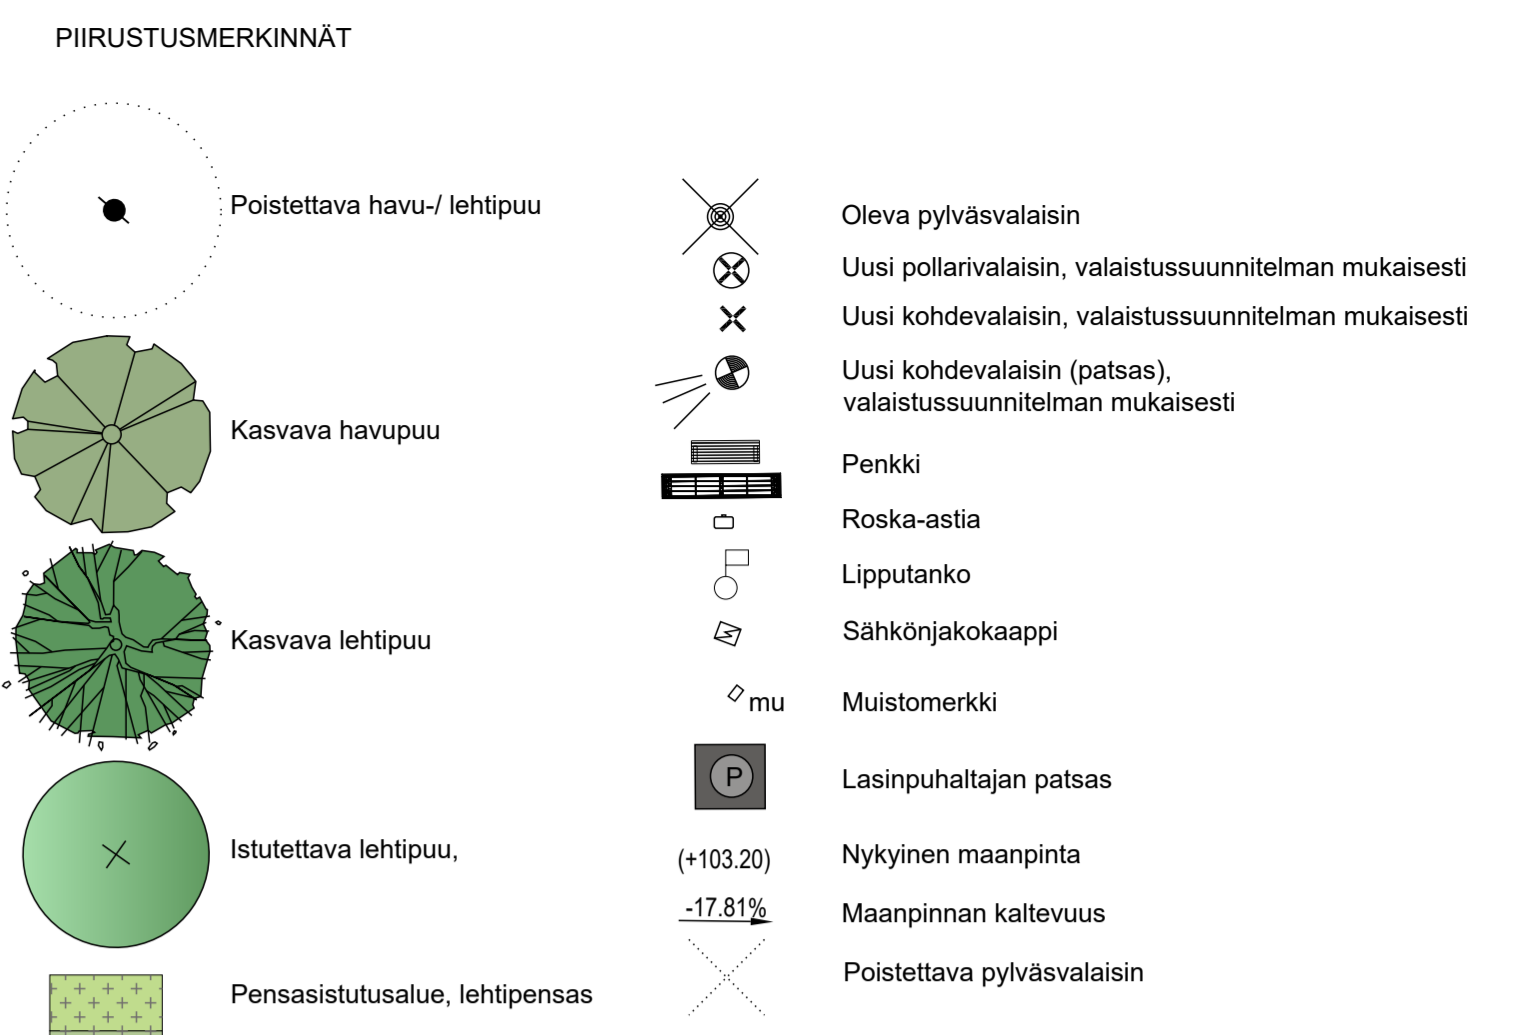 PIIRUSTUSMERKINNÄT
Poistettava havu-/ lehtipuu
Kasvava havupuu
Kasvava lehtipuu
Istutettava lehtipuu,
Pensasistutusalue, lehtipensas
Oleva pylväsvalaisin
Uusi pollarivalaisin, valaistussuunnitelman mukaisesti
Uusi kohdevalaisin, valaistussuunnitelman mukaisesti
Uusi kohdevalaisin (patsas),
valaistussuunnitelman mukaisesti
Penkki
Roska-astia
Lipputanko
Sähkönjakokaappi
mu Muistomerkki
P Lasinpuhaltajan patsas
(+103.20) Nykyinen maanpinta
-17.81% Maanpinnan kaltevuus
Poistettava pylväsvalaisin